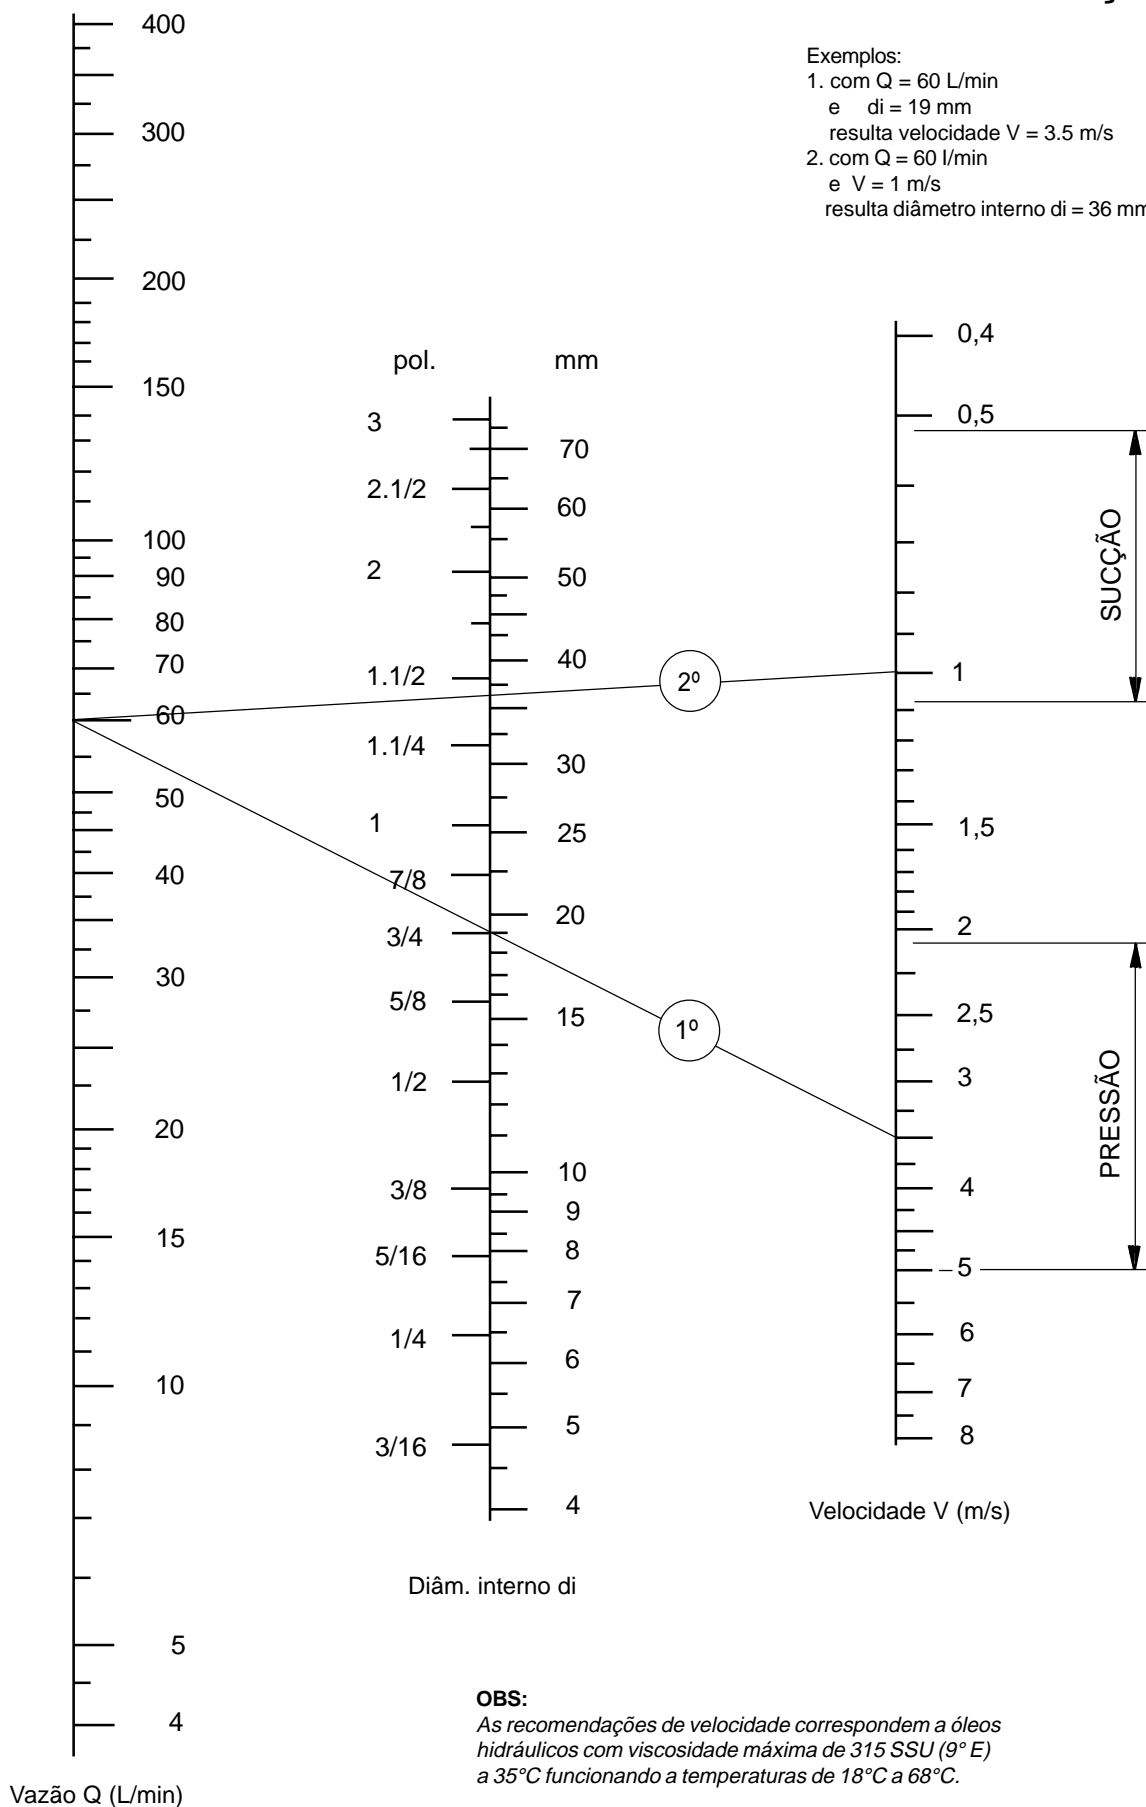 Exemplos:
1. com Q = 60 L/min
e di = 19 mm
resulta velocidade V = 3.5 m/s
2. com Q = 60 l/min
e V = 1 m/s
resulta diâmetro interno di = 36 mm
400
300
200
150
100
90
80
70
60
50
40
30
20
15
10
5
4
Vazão Q (L/min)
pol.
3
2.1/2
2
1.1/2
1.1/4
1
7/8
3/4
5/8
1/2
3/8
5/16
1/4
3/16
mm
70
60
50
40
30
25
20
15
10
9
8
7
6
5
4
Diâm. interno di
2º
1º
0,4
0,5
1
1,5
2
2,5
3
4
5
6
7
8
Velocidade V (m/s)
SUCÇÃO
PRESSÃO
OBS:
As recomendações de velocidade correspondem a óleos
hidráulicos com viscosidade máxima de 315 SSU (9° E)
a 35°C funcionando a temperaturas de 18°C a 68°C.